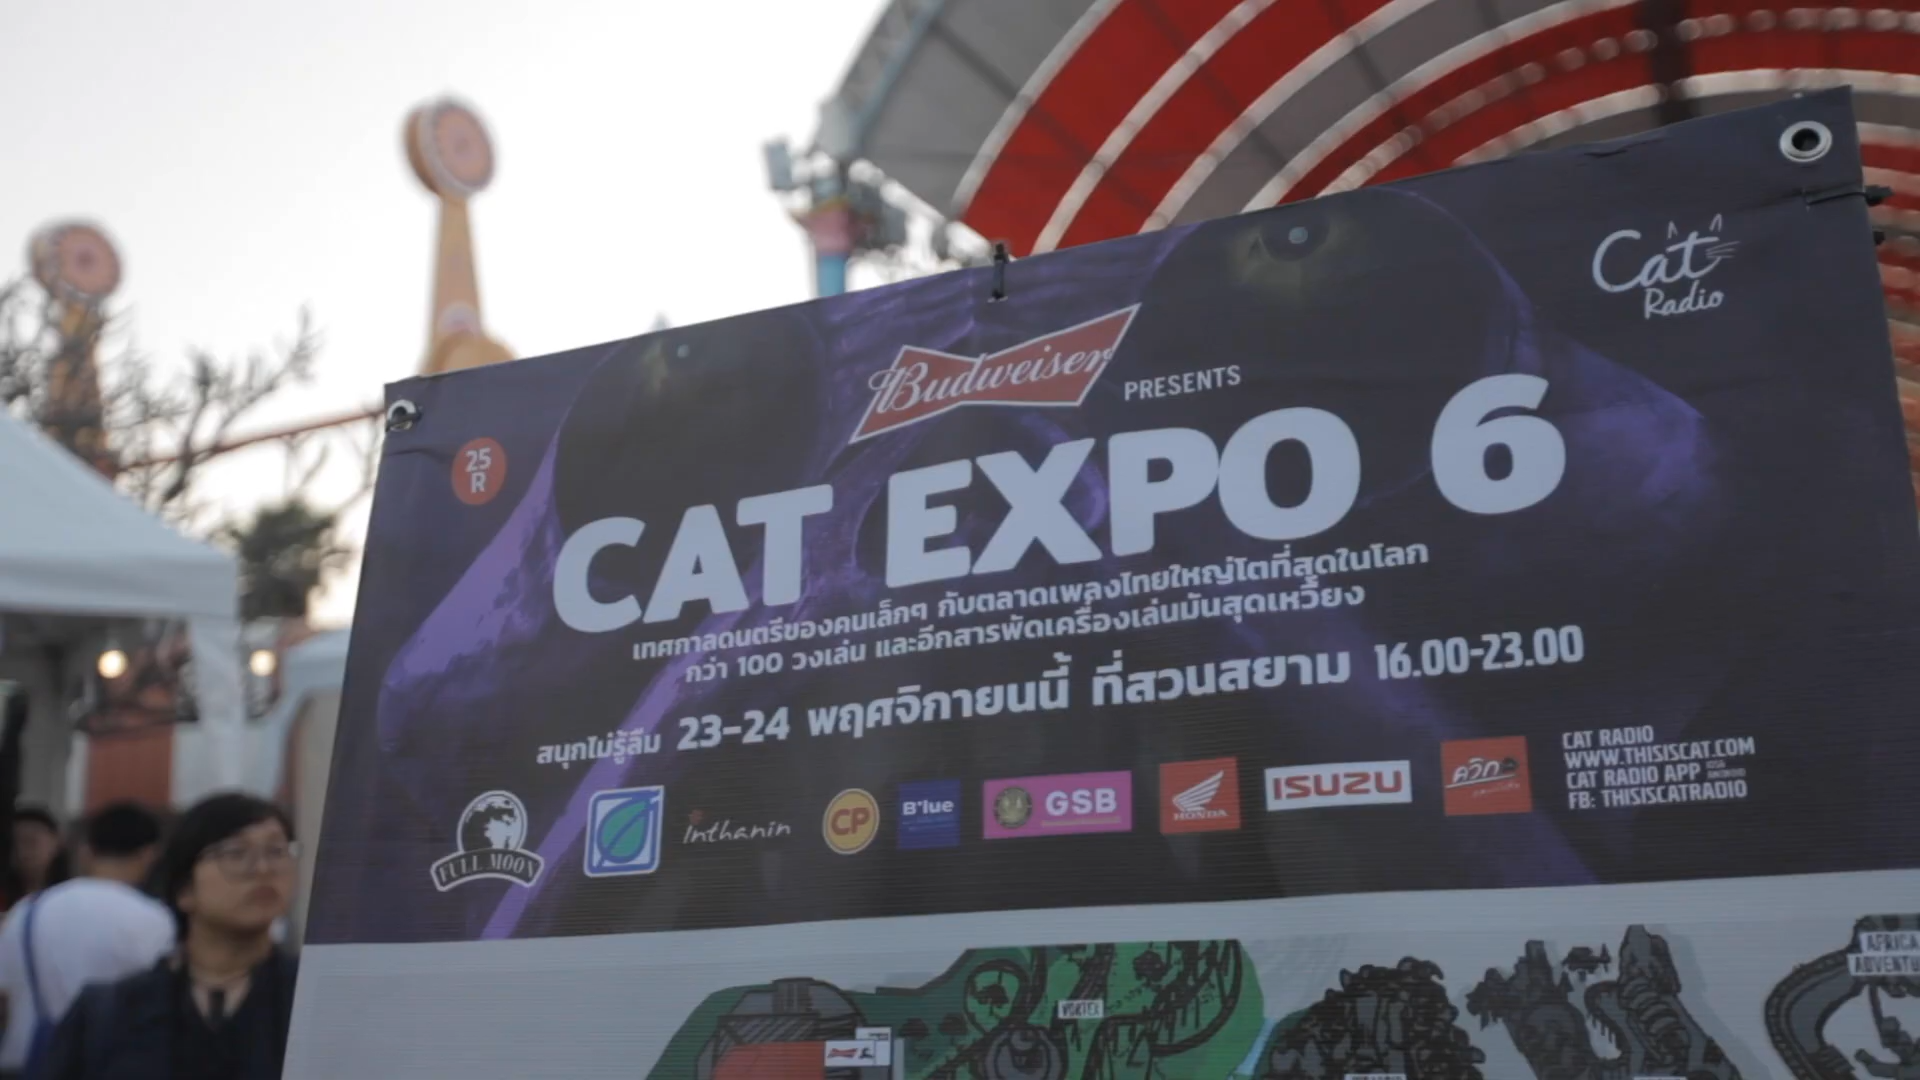 Cat
Radio
Budweiser
PRESENTS
25
R
CAT EXPO 6
เทศกาลดนตรีของคนเล็กๆ กับตลาดเพลงไทยใหญ่โตที่สุดในโลก
กว่า 100 วงเล่น และอีกสารพัดเครื่องเล่นมันสุดเหวี่ยง
สนุกไม่รู้ลืม 23-24 พฤศจิกายนนี้ ที่สวนสยาม 16.00-23.00
FULL MOON
Inthanin
CP
B'lue
GSB
HONDA
ISUZU
ควิก
CAT RADIO
WWW.THISISCAT.COM
CAT RADIO APP
FB: THISISCATRADIO
VORTEX
AFRICA
ADVENTU